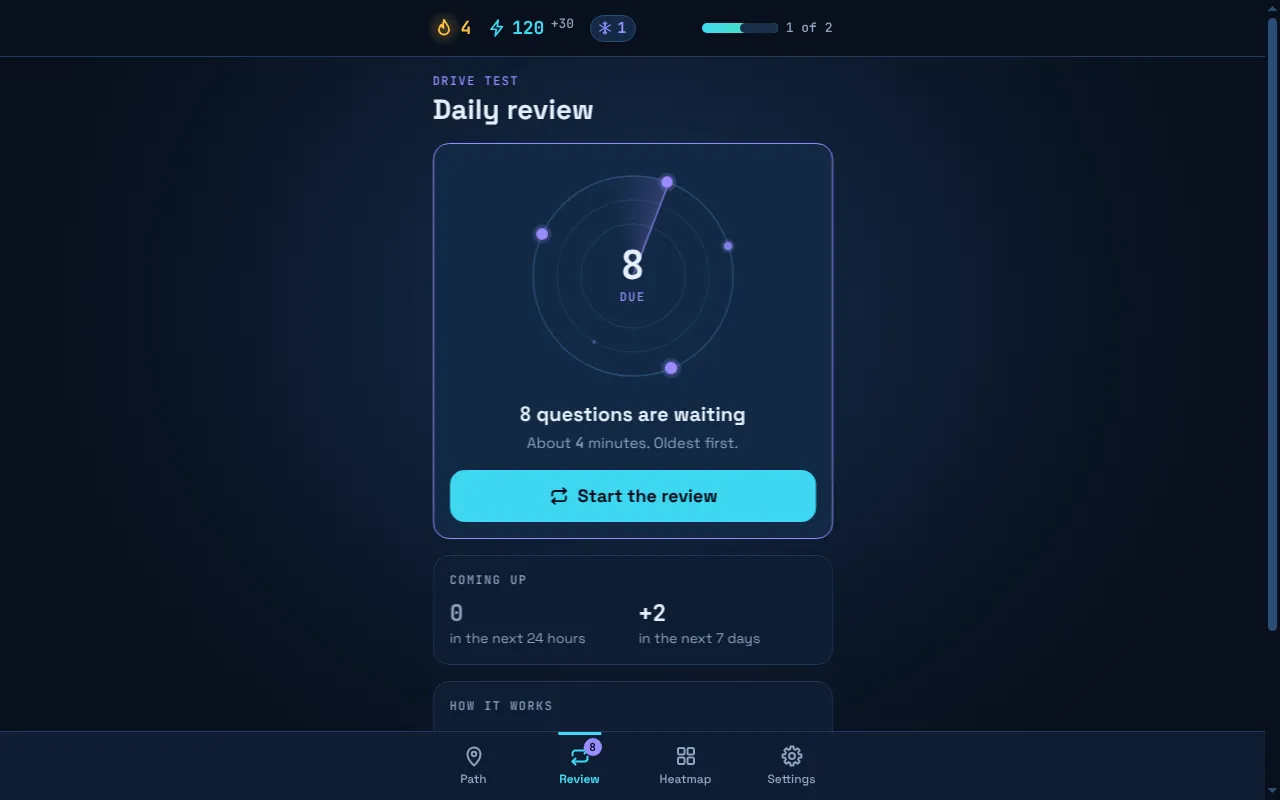 4 120 +30 1 1 of 2
DRIVE TEST
Daily review
8
DUE
8 questions are waiting
About 4 minutes. Oldest first.
Start the review
COMING UP
0 +2
in the next 24 hours in the next 7 days
HOW IT WORKS
8
Path Review Heatmap Settings